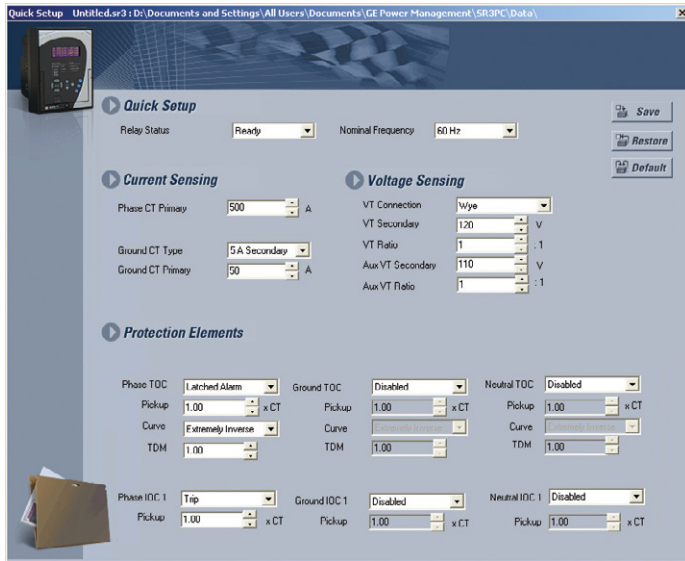 Quick Setup Untitled.sr3 : D:\Documents and Settings\All Users\Documents\GE Power Management\SR3PC\Data\
Quick Setup
Save
Relay Status Ready Nominal Frequency 60 Hz
Restore
Default
Current Sensing Voltage Sensing
Phase CT Primary 500 A VT Connection Wye
VT Secondary 120 V
Ground CT Type 5 A Secondary VT Ratio 1 : 1
Ground CT Primary 50 A Aux VT Secondary 110 V
Aux VT Ratio 1 : 1
Protection Elements
Phase TOC Latched Alarm Ground TOC Disabled Neutral TOC Disabled
Pickup 1.00 x CT Pickup 1.00 x CT Pickup 1.00 x CT
Curve Extremely Inverse Curve Extremely Inverse Curve Extremely Inverse
TDM 1.00 TDM 1.00 TDM 1.00
Phase IOC 1 Trip Ground IOC 1 Disabled Neutral IOC 1 Disabled
Pickup 1.00 x CT Pickup 1.00 x CT Pickup 1.00 x CT